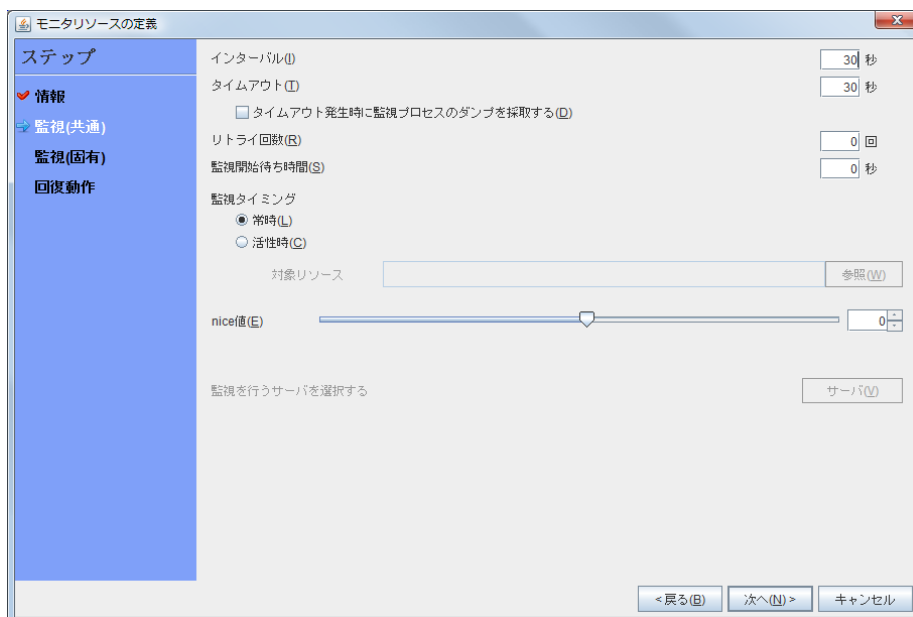 モニタリソースの定義
ステップ
情報
監視(共通)
監視(固有)
回復動作
インターバル(I) 30 秒
タイムアウト(T) 30 秒
タイムアウト発生時に監視プロセスのダンプを採取する(D)
リトライ回数(R) 0 回
監視開始待ち時間(S) 0 秒
監視タイミング
常時(L)
活性時(C)
対象リソース 参照(W)
nice値(E) 0
監視を行うサーバを選択する サーバ(V)
<戻る(B) 次へ(N)> キャンセル